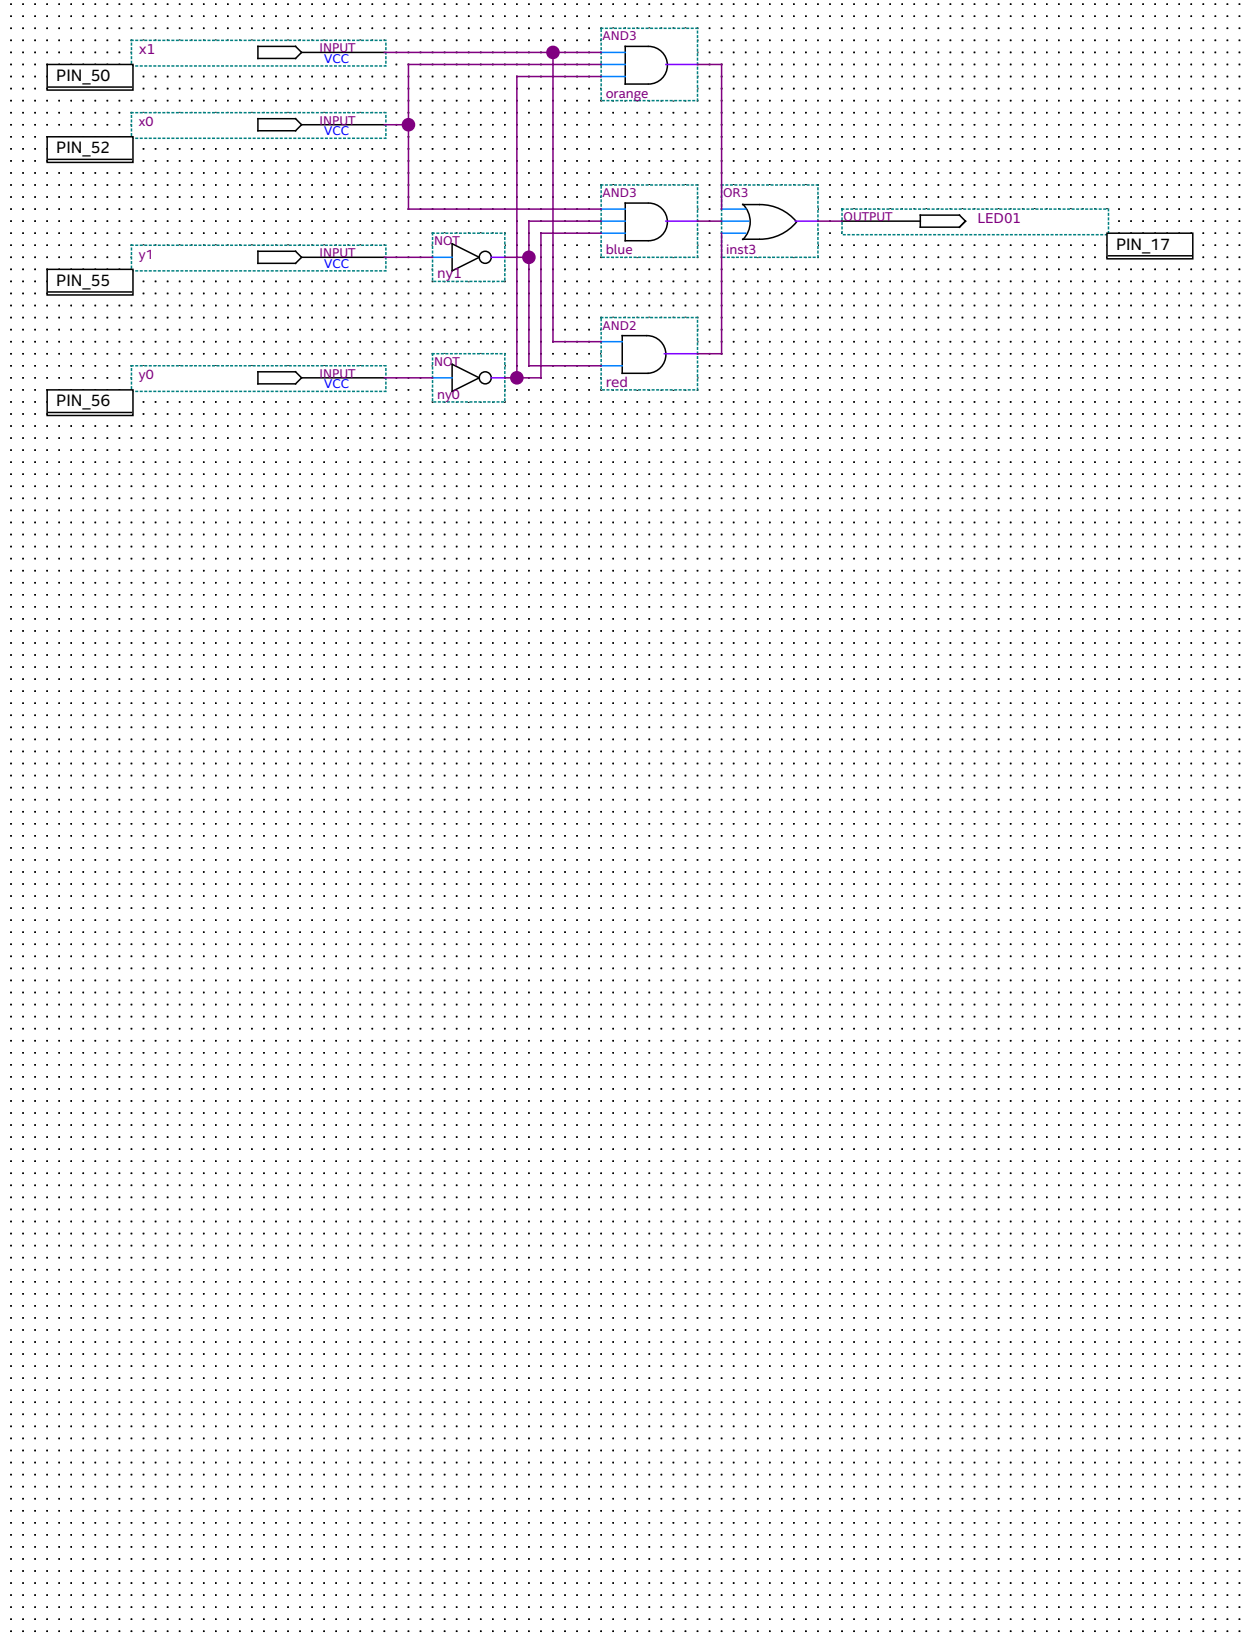 AND3
x1
INPUT
VCC
PIN_50
orange
x0
INPUT
VCC
PIN_52
AND3
OR3
OUTPUT
LED01
PIN_17
blue
inst3
NOT
y1
INPUT
VCC
ny1
PIN_55
AND2
NOT
y0
INPUT
VCC
red
ny0
PIN_56